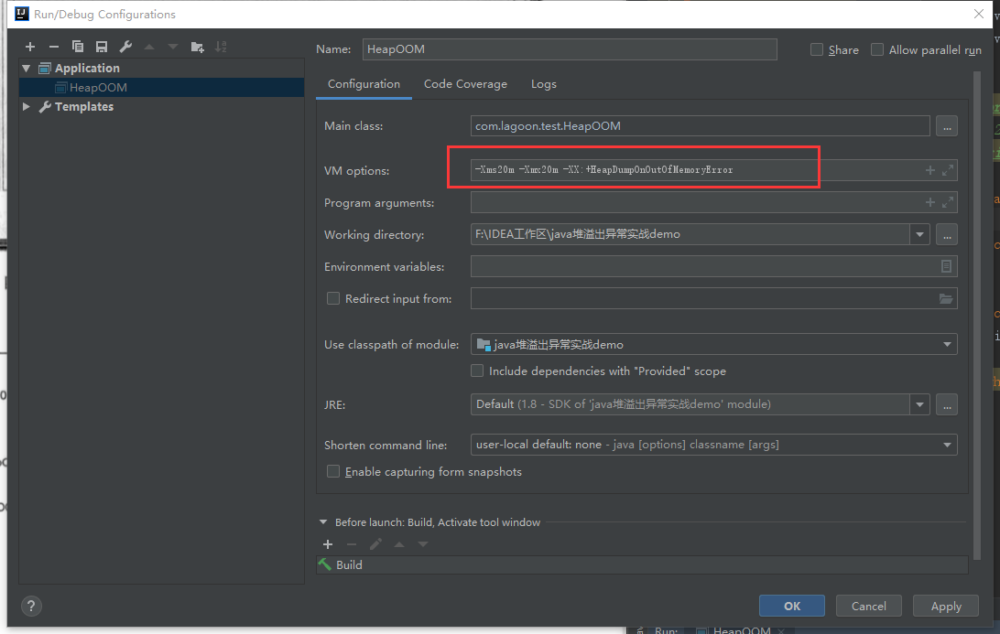 Run/Debug Configurations
Name: HeapOOM Share Allow parallel run
Application
HeapOOM
Templates
Configuration Code Coverage Logs
Main class: com.lagoon.test.HeapOOM ...
VM options: -Xms20m -Xmx20m -XX:+HeapDumpOnOutOfMemoryError
Program arguments:
Working directory: F:\IDEA工作区\java堆溢出异常实战demo ...
Environment variables:
Redirect input from:
Use classpath of module: java堆溢出异常实战demo
Include dependencies with "Provided" scope
JRE: Default (1.8 - SDK of 'java堆溢出异常实战demo' module) ...
Shorten command line: user-local default: none - java [options] classname [args]
Enable capturing form snapshots
Before launch: Build, Activate tool window
Build
? OK Cancel Apply
Run: HeapOOM